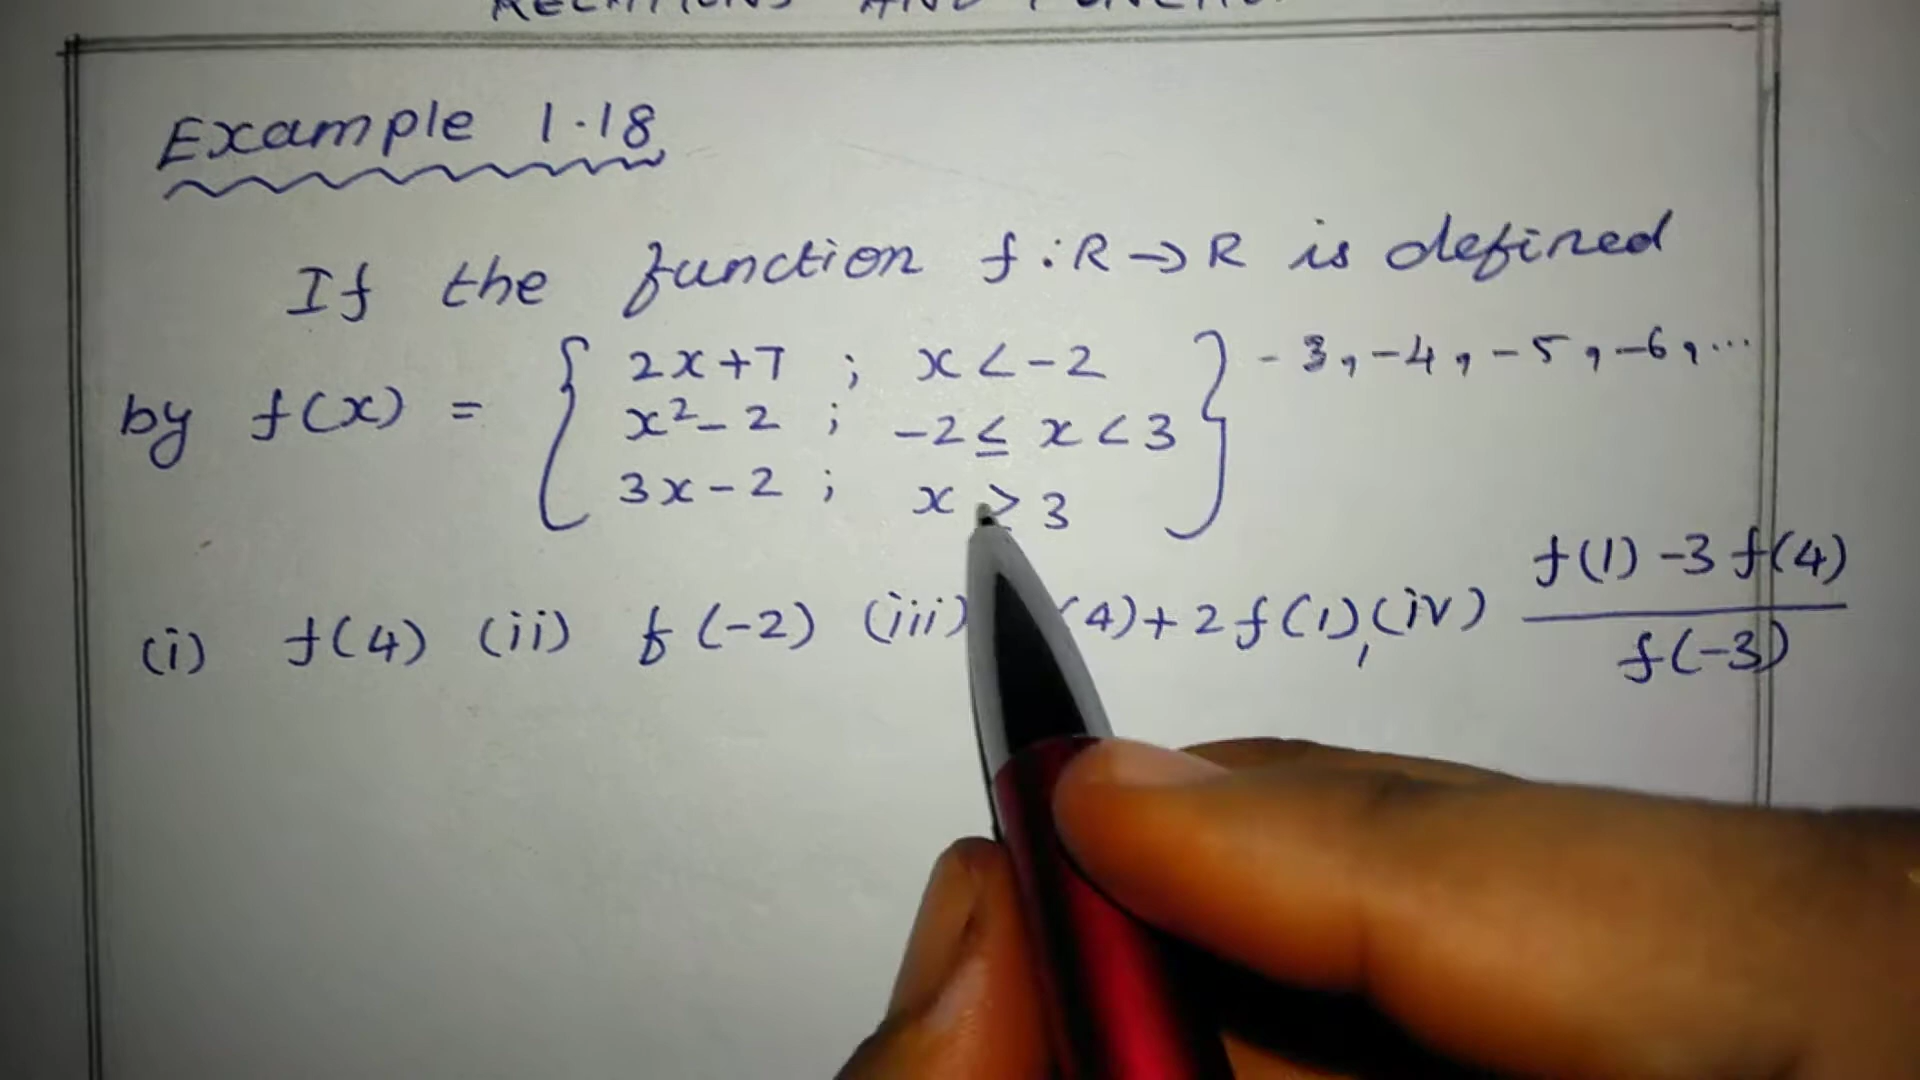 Example 1.18
If the function f : R → R is defined
by f(x) = { 2x+7 ; x < -2
x² - 2 ; -2 ≤ x < 3
3x - 2 ; x ≥ 3 } -3, -4, -5, -6, ...
(i) f(4) (ii) f(-2) (iii) (4) + 2f(1), (iv) f(1) - 3f(4) / f(-3)